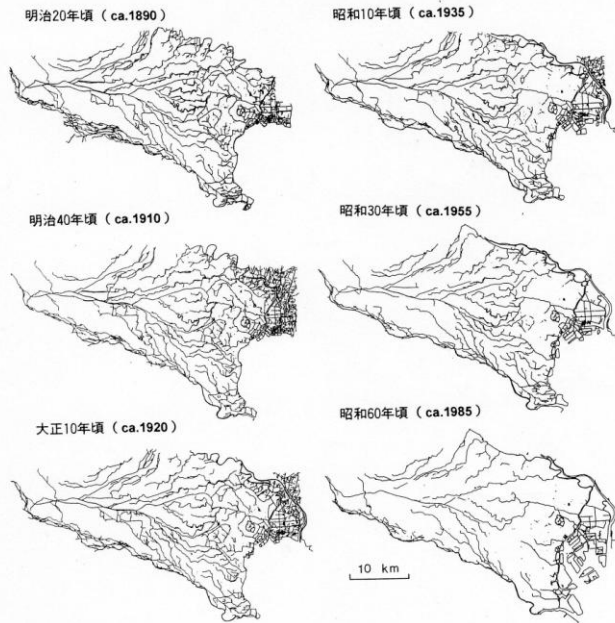 明治20年頃（ca.1890）
昭和10年頃（ca.1935）
明治40年頃（ca.1910）
昭和30年頃（ca.1955）
大正10年頃（ca.1920）
昭和60年頃（ca.1985）
10 km